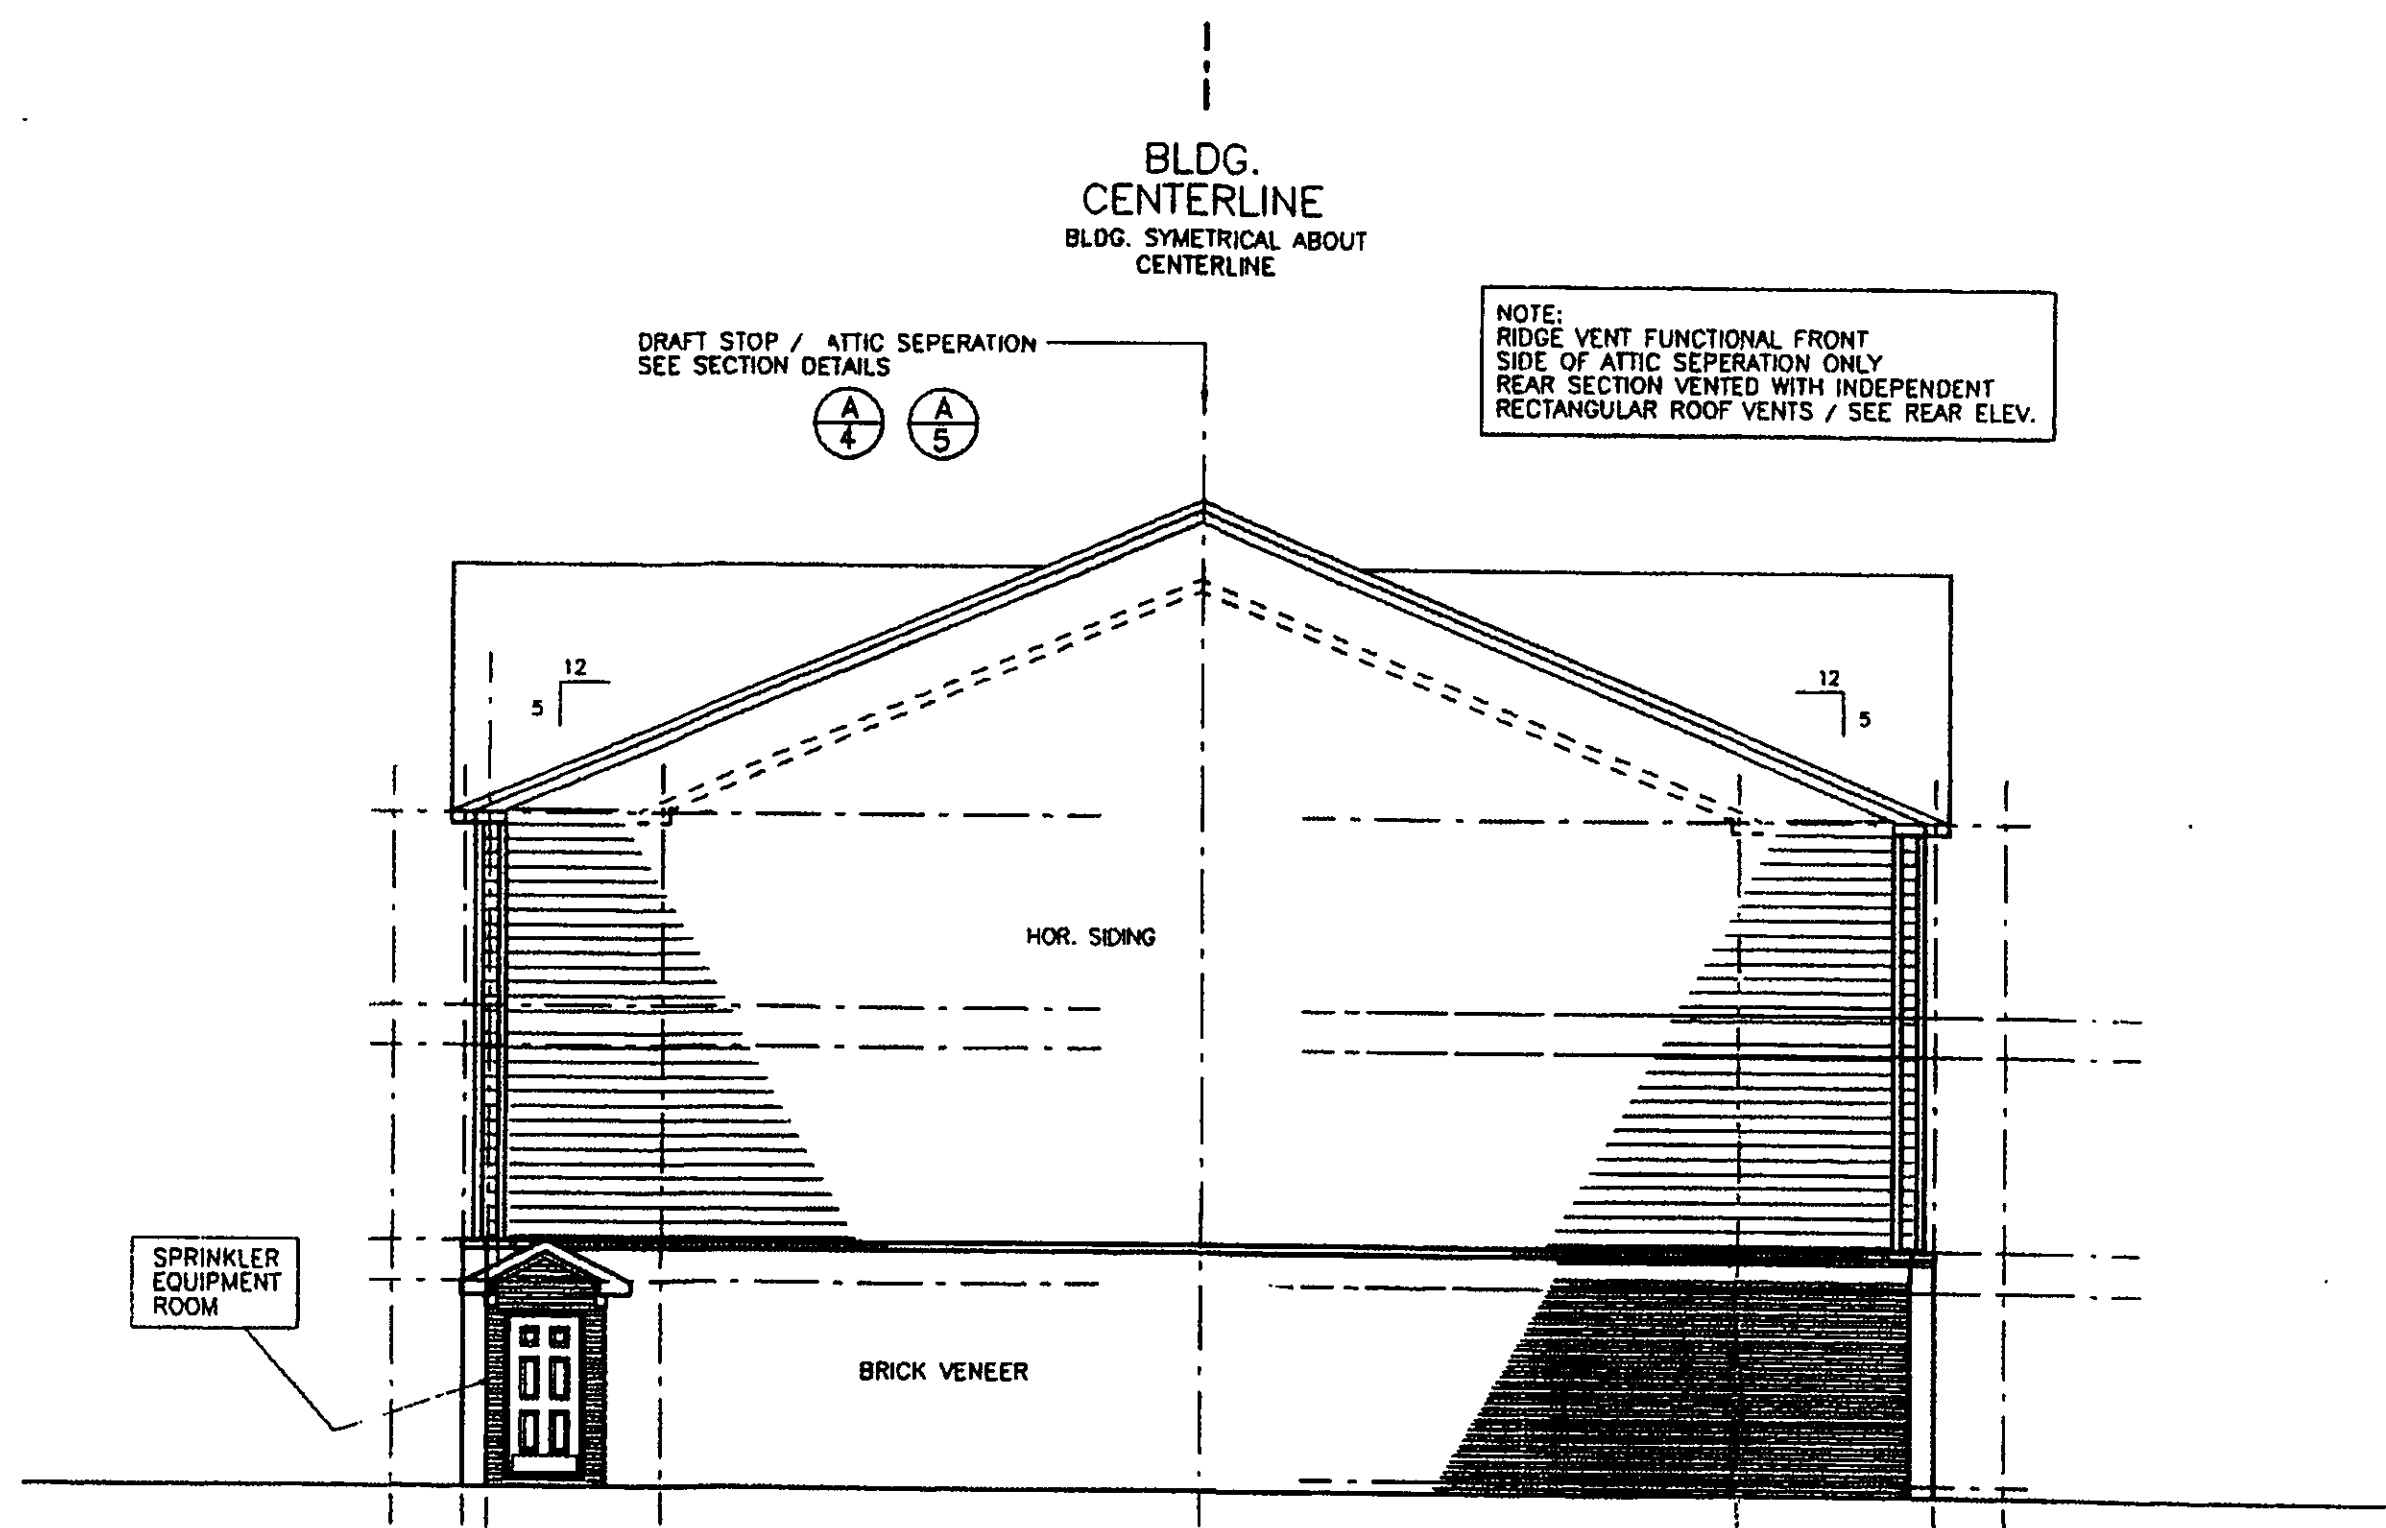 BLDG.
CENTERLINE
BLDG. SYMETRICAL ABOUT
CENTERLINE
DRAFT STOP / ATTIC SEPERATION
SEE SECTION DETAILS
A
4
A
5
NOTE:
RIDGE VENT FUNCTIONAL FRONT
SIDE OF ATTIC SEPERATION ONLY
REAR SECTION VENTED WITH INDEPENDENT
RECTANGULAR ROOF VENTS / SEE REAR ELEV.
12
5
12
5
HOR. SIDING
SPRINKLER
EQUIPMENT
ROOM
BRICK VENEER